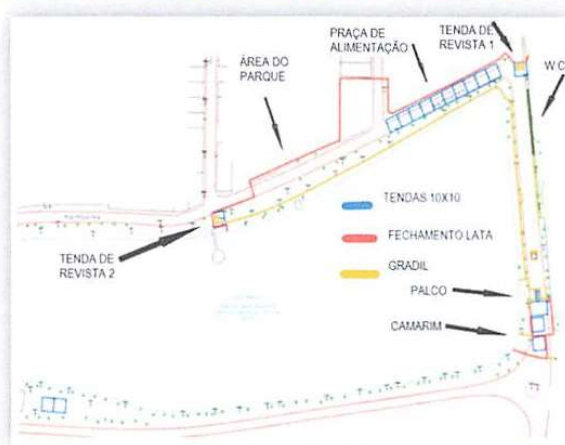 PRAÇA DE
ALIMENTAÇÃO
TENDA DE
REVISTA 1
ÁREA DO
PARQUE
W.C
TENDAS 10X10
FECHAMENTO LATA
GRADIL
TENDA DE
REVISTA 2
PALCO
CAMARIM